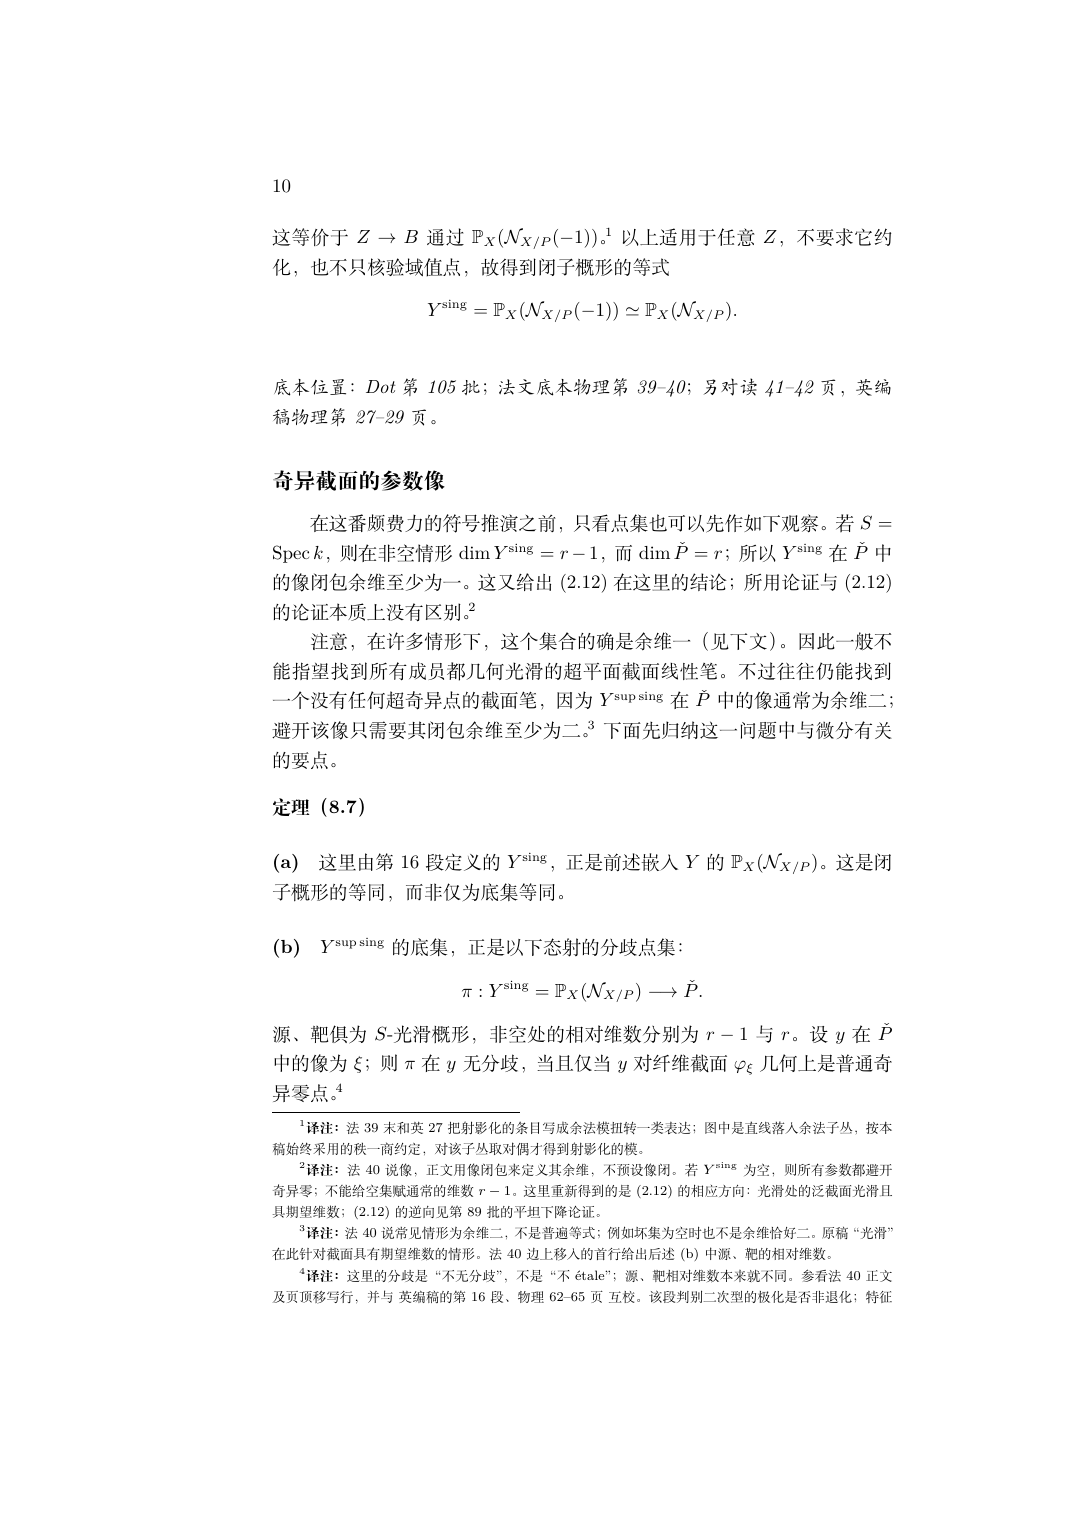 10
这等价于 Z → B 通过 ℙ_X(𝒩_{X/P}(−1))。¹ 以上适用于任意 Z，不要求它约
化，也不只核验域值点，故得到闭子概形的等式
Y^{sing} = ℙ_X(𝒩_{X/P}(−1)) ≃ ℙ_X(𝒩_{X/P}).
底本位置：Dot 第 105 批；法文底本物理第 39–40；另对读 41–42 页，英编
稿物理第 27–29 页。
奇异截面的参数像
在这番颇费力的符号推演之前，只看点集也可以先作如下观察。若 S =
Spec k，则在非空情形 dim Y^{sing} = r − 1，而 dim P̌ = r；所以 Y^{sing} 在 P̌ 中
的像闭包余维至少为一。这又给出 (2.12) 在这里的结论；所用论证与 (2.12)
的论证本质上没有区别。²
注意，在许多情形下，这个集合的确是余维一（见下文）。因此一般不
能指望找到所有成员都几何光滑的超平面截面线性笔。不过往往仍能找到
一个没有任何超奇异点的截面笔，因为 Y^{sup sing} 在 P̌ 中的像通常为余维二；
避开该像只需要其闭包余维至少为二。³ 下面先归纳这一问题中与微分有关
的要点。
定理（8.7）
(a) 这里由第 16 段定义的 Y^{sing}，正是前述嵌入 Y 的 ℙ_X(𝒩_{X/P})。这是闭
子概形的等同，而非仅为底集等同。
(b) Y^{sup sing} 的底集，正是以下态射的分歧点集：
π : Y^{sing} = ℙ_X(𝒩_{X/P}) ⟶ P̌.
源、靶俱为 S-光滑概形，非空处的相对维数分别为 r − 1 与 r。设 y 在 P̌
中的像为 ξ；则 π 在 y 无分歧，当且仅当 y 对纤维截面 φ_ξ 几何上是普通奇
异零点。⁴
¹译注：法 39 末和英 27 把射影化的条目写成余法模扭转一类表达；图中是直线落入余法子丛，按本
稿始终采用的秩一商约定，对该子丛取对偶才得到射影化的模。
²译注：法 40 说像，正文用像闭包来定义其余维，不预设像闭。若 Y^{sing} 为空，则所有参数都避开
奇异零；不能给空集赋通常的维数 r − 1。这里重新得到的是 (2.12) 的相应方向：光滑处的泛截面光滑且
具期望维数；(2.12) 的逆向见第 89 批的平坦下降论证。
³译注：法 40 说常见情形为余维二，不是普遍等式；例如坏集为空时也不是余维恰好二。原稿 “光滑”
在此针对截面具有期望维数的情形。法 40 边上移入的首行给出后述 (b) 中源、靶的相对维数。
⁴译注：这里的分歧是 “不无分歧”，不是 “不 étale”；源、靶相对维数本来就不同。参看法 40 正文
及页顶移写行，并与 英编稿的第 16 段、物理 62–65 页 互校。该段判别二次型的极化是否非退化；特征